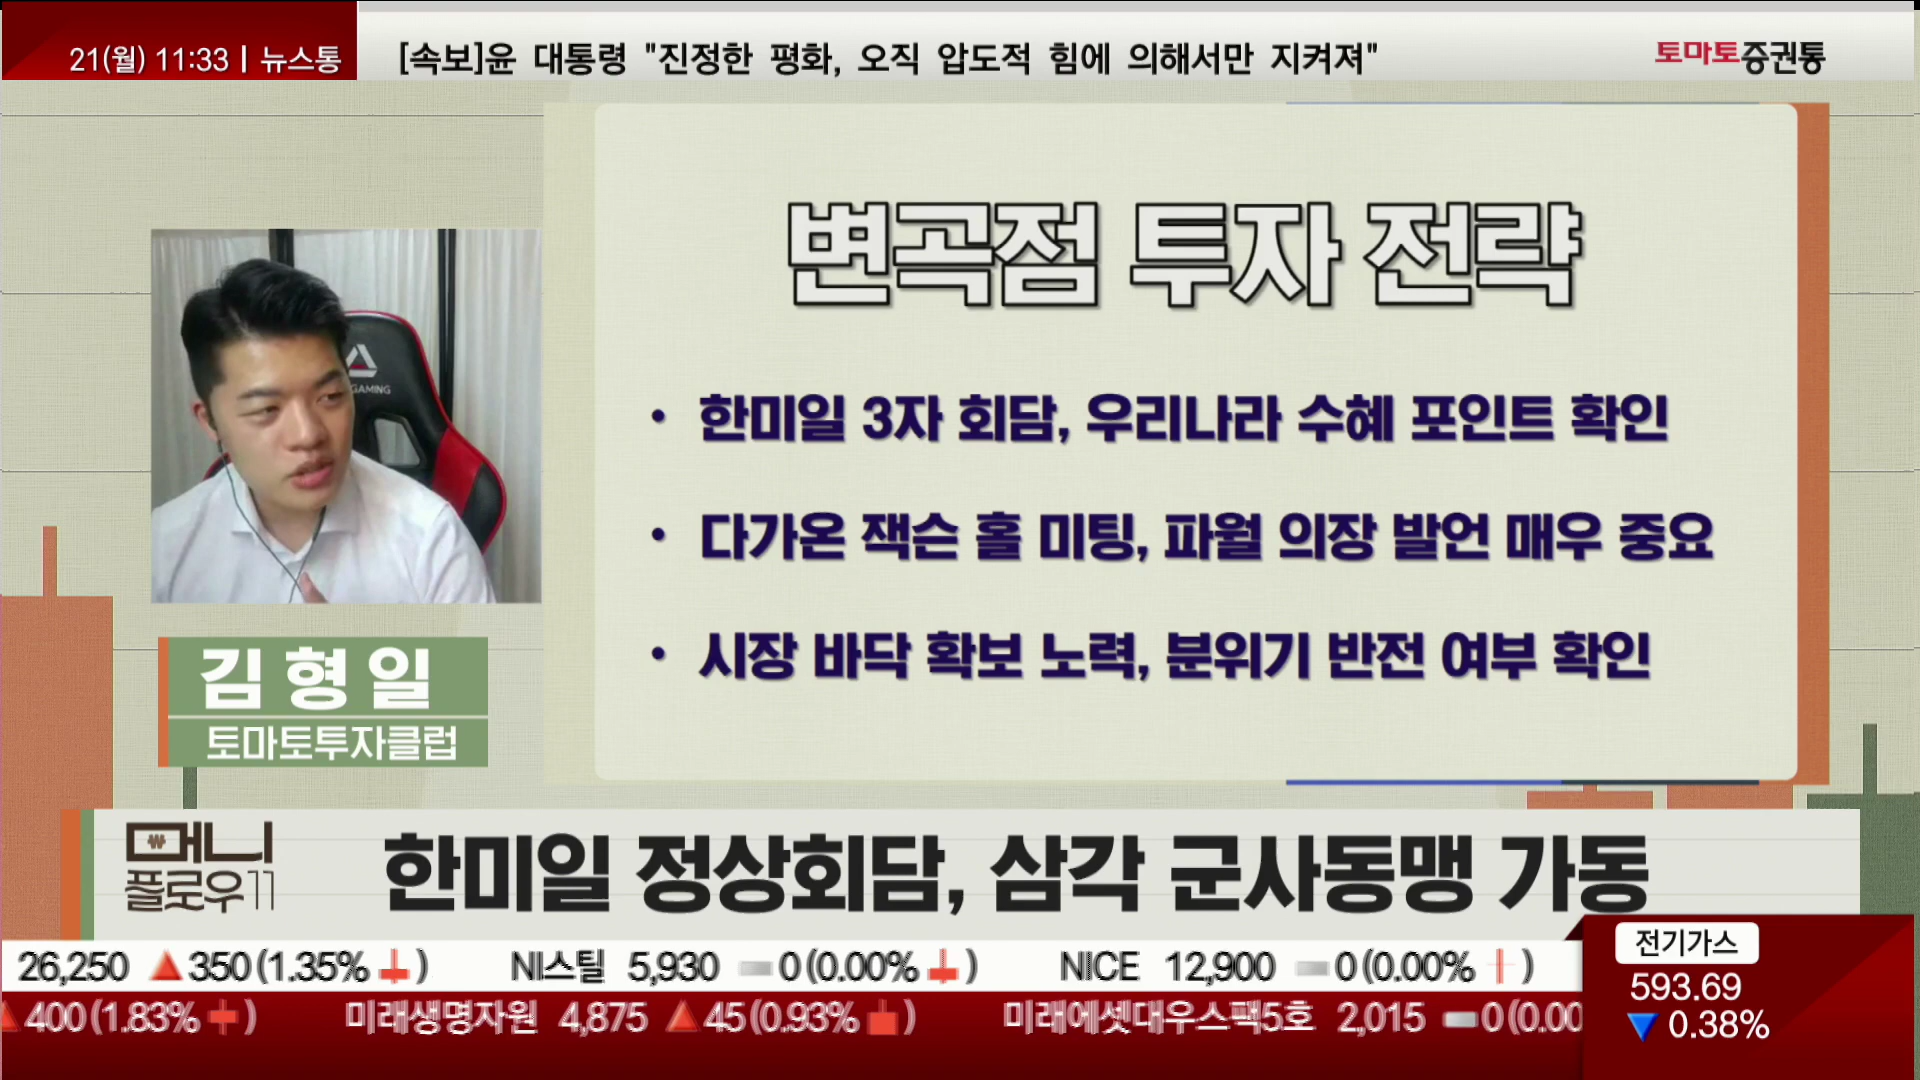 21(월) 11:33 | 뉴스통
[속보]윤 대통령 "진정한 평화, 오직 압도적 힘에 의해서만 지켜져"
토마토증권통
변곡점 투자 전략
• 한미일 3자 회담, 우리나라 수혜 포인트 확인
• 다가온 잭슨 홀 미팅, 파월 의장 발언 매우 중요
• 시장 바닥 확보 노력, 분위기 반전 여부 확인
GAMING
김형일
토마토투자클럽
머니
플로우11
한미일 정상회담, 삼각 군사동맹 가동
26,250 ▲350(1.35% ) NI스틸 5,930 0(0.00% ) NICE 12,900 0(0.00% )
▲400(1.83% ) 미래생명자원 4,875 ▲45(0.93% ) 미래에셋대우스팩5호 2,015 0(0.00
전기가스
593.69
▼0.38%